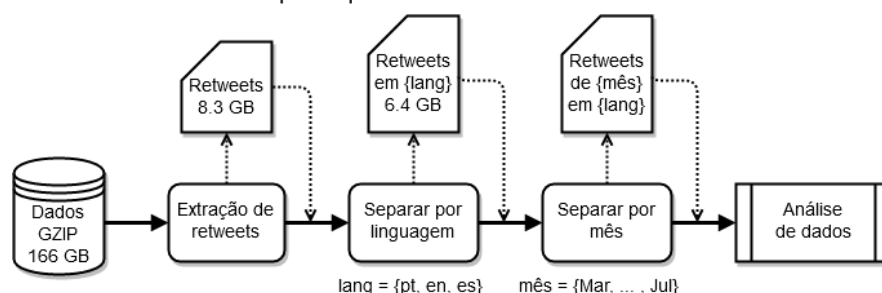 Retweets
8.3 GB
Retweets
em {lang}
6.4 GB
Retweets
de {mês}
em {lang}
Dados
GZIP
166 GB
Extração de
retweets
Separar por
linguagem
Separar por
mês
Análise
de dados
lang = {pt, en, es}
mês = {Mar, ... , Jul}